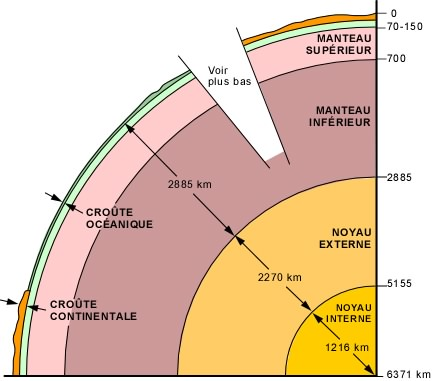 0
70-150
MANTEAU
SUPÉRIEUR
700
Voir
plus bas
MANTEAU
INFÉRIEUR
2885 km
2885
CROÛTE
OCÉANIQUE
NOYAU
EXTERNE
2270 km
5155
CROÛTE
CONTINENTALE
NOYAU
INTERNE
1216 km
6371 km